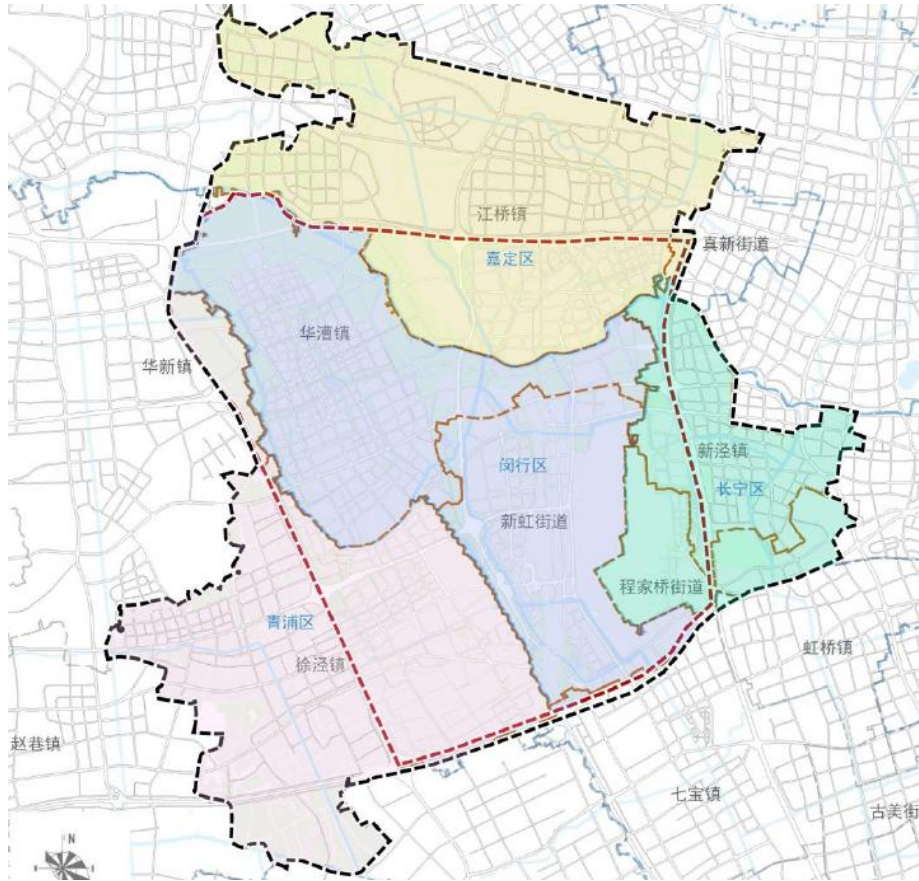 江桥镇
真新街道
嘉定区
华漕镇
华新镇
新泾镇
闵行区
长宁区
新虹街道
程家桥街道
青浦区
虹桥镇
徐泾镇
赵巷镇
七宝镇
古美街
N